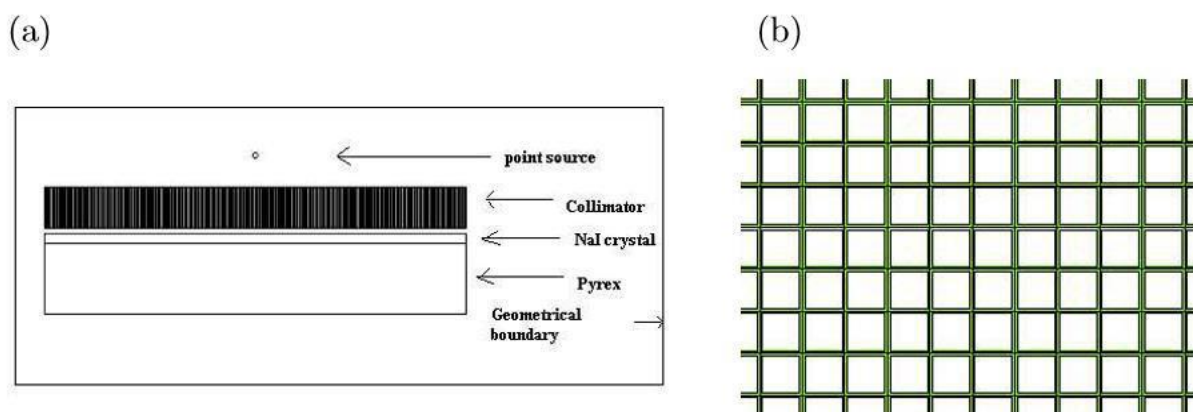 (a)
(b)
point source
Collimator
NaI crystal
Pyrex
Geometrical
boundary